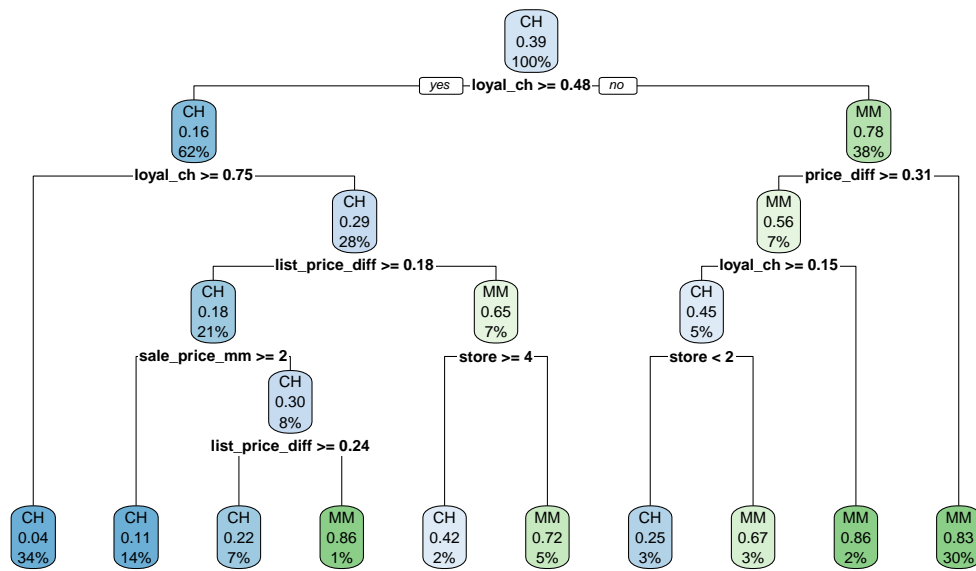 CH
0.39
100%
yes loyal_ch >= 0.48 no
CH
0.16
62%
MM
0.78
38%
loyal_ch >= 0.75
price_diff >= 0.31
CH
0.29
28%
MM
0.56
7%
list_price_diff >= 0.18
loyal_ch >= 0.15
CH
0.18
21%
MM
0.65
7%
CH
0.45
5%
sale_price_mm >= 2
store >= 4
store < 2
CH
0.30
8%
list_price_diff >= 0.24
CH
0.04
34%
CH
0.11
14%
CH
0.22
7%
MM
0.86
1%
CH
0.42
2%
MM
0.72
5%
CH
0.25
3%
MM
0.67
3%
MM
0.86
2%
MM
0.83
30%